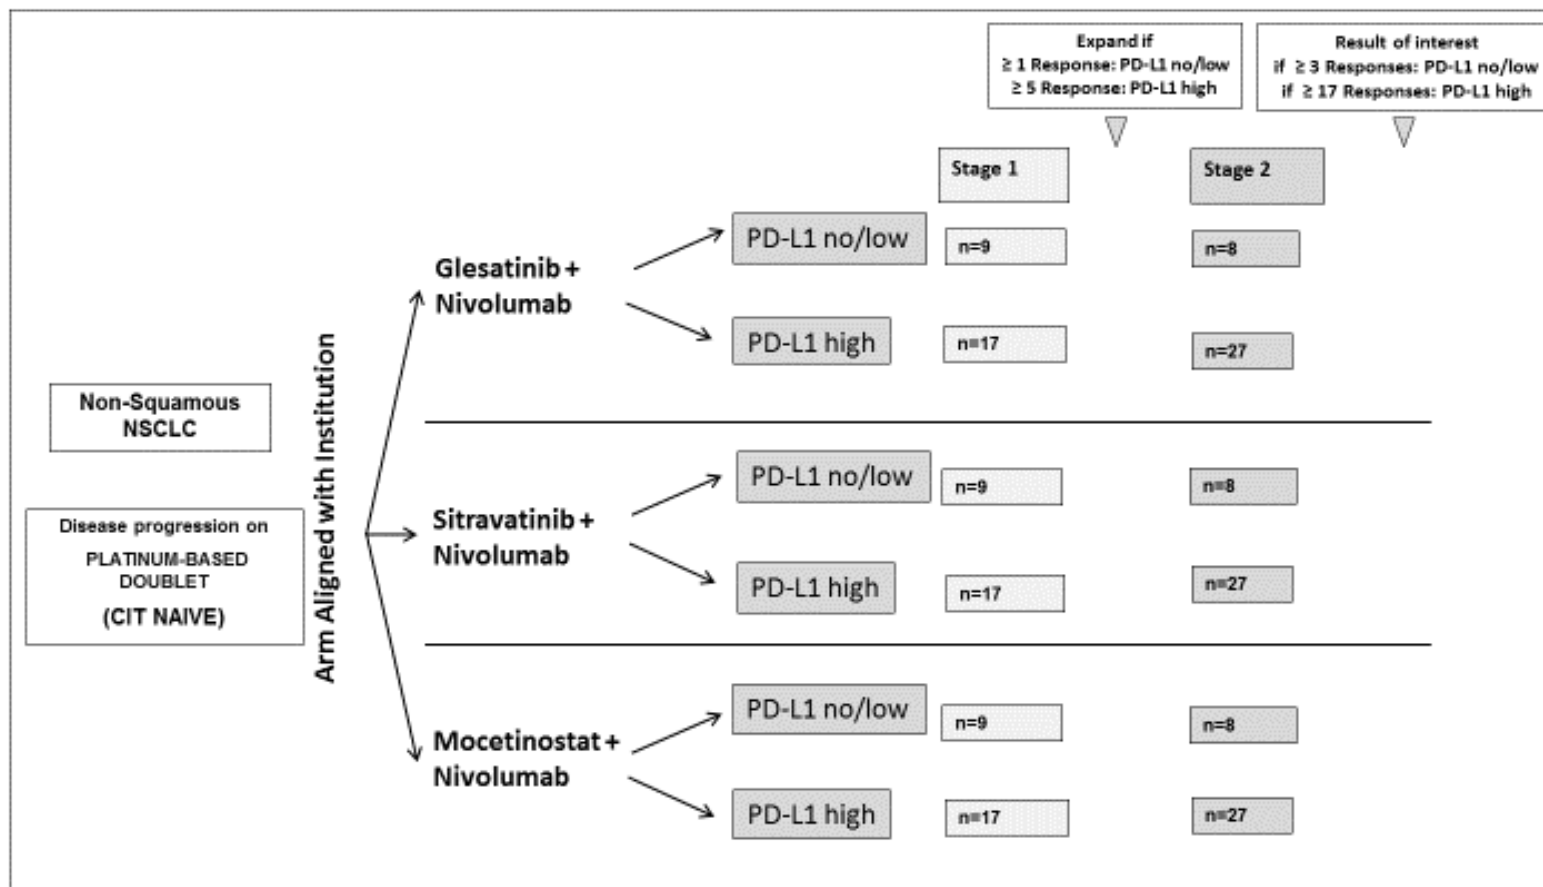 Expand if
≥ 1 Response: PD-L1 no/low
≥ 5 Response: PD-L1 high
Result of interest
if ≥ 3 Responses: PD-L1 no/low
if ≥ 17 Responses: PD-L1 high
Stage 1
Stage 2
Non-Squamous
NSCLC
Disease progression on
PLATINUM-BASED
DOUBLET
(CIT NAIVE)
Arm Aligned with Institution
Glesatinib +
Nivolumab
PD-L1 no/low
n=9
n=8
PD-L1 high
n=17
n=27
Sitravatinib +
Nivolumab
PD-L1 no/low
n=9
n=8
PD-L1 high
n=17
n=27
Mocetinostat +
Nivolumab
PD-L1 no/low
n=9
n=8
PD-L1 high
n=17
n=27